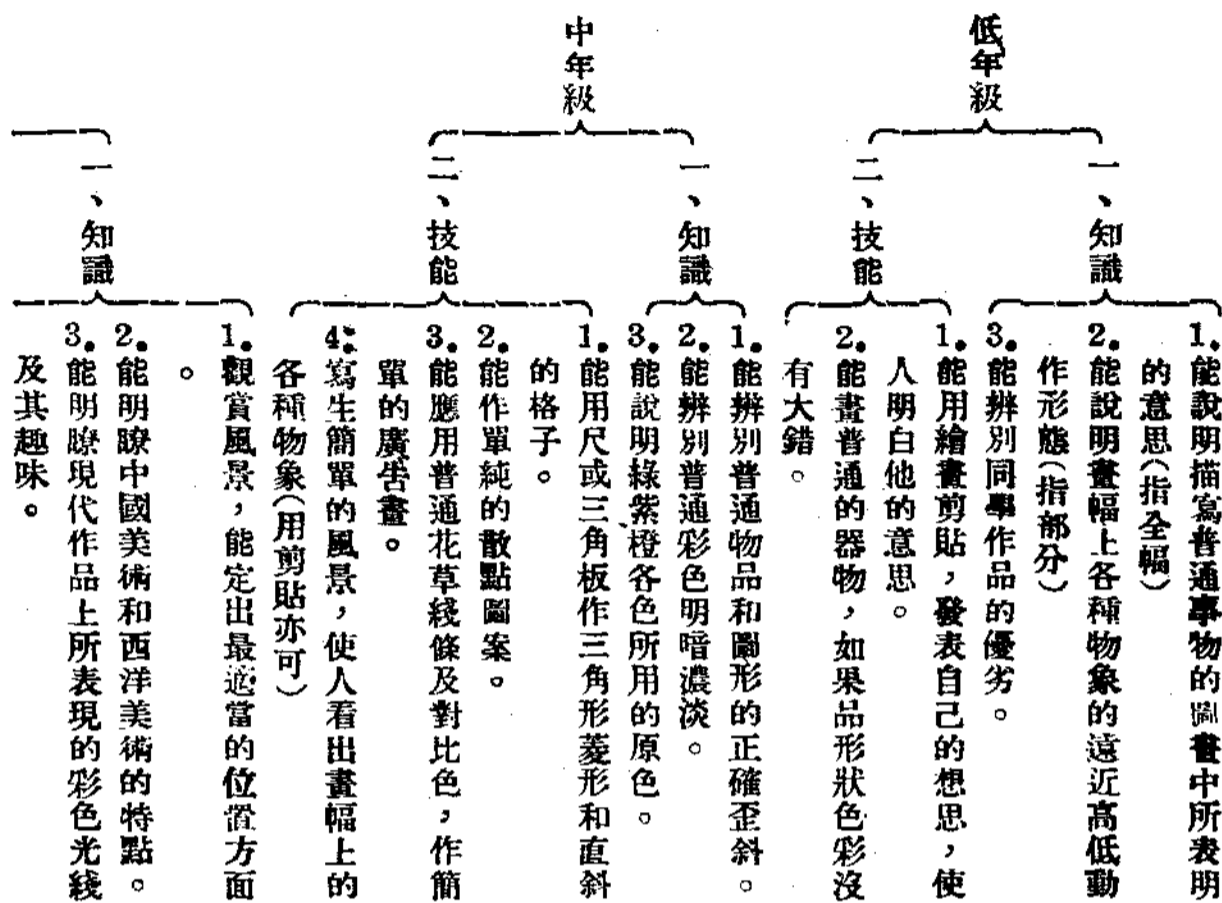 低年級
一、知識
1.能說明描寫普通事物的圖畫中所表明
的意思(指全幅)
2.能說明畫幅上各種物象的遠近高低動
作形態(指部分)
3.能辨別同學作品的優劣。
二、技能
1.能用繪畫剪貼，發表自己的想思，使
人明白他的意思。
2.能畫普通的器物，如果品形狀色彩沒
有大錯。
中年級
一、知識
1.能辨別普通物品和圖形的正確歪斜。
2.能辨別普通彩色明暗濃淡。
3.能說明綠紫橙各色所用的原色。
二、技能
1.能用尺或三角板作三角形菱形和直斜
的格子。
2.能作單純的散點圖案。
3.能應用普通花草綫條及對比色，作簡
單的廣告畫。
4.寫生簡單的風景，使人看出畫幅上的
各種物象(用剪貼亦可)
一、知識
1.觀賞風景，能定出最適當的位置方面
。
2.能明瞭中國美術和西洋美術的特點。
3.能明瞭現代作品上所表現的彩色光綫
及其趣味。